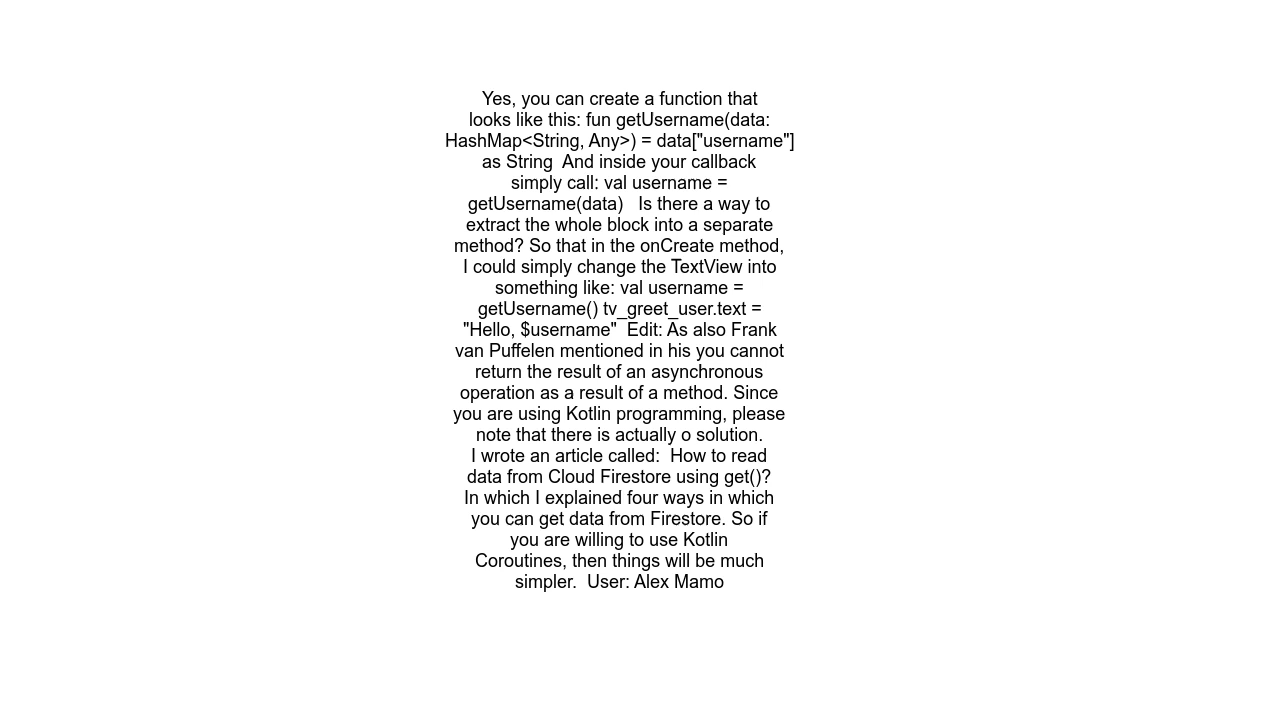 Yes, you can create a function that
looks like this: fun getUsername(data:
HashMap<String, Any>) = data["username"]
as String  And inside your callback
simply call: val username =
getUsername(data)   Is there a way to
extract the whole block into a separate
method? So that in the onCreate method,
I could simply change the TextView into
something like: val username =
getUsername() tv_greet_user.text =
"Hello, $username"  Edit: As also Frank
van Puffelen mentioned in his you cannot
return the result of an asynchronous
operation as a result of a method. Since
you are using Kotlin programming, please
note that there is actually o solution.
I wrote an article called:  How to read
data from Cloud Firestore using get()?
In which I explained four ways in which
you can get data from Firestore. So if
you are willing to use Kotlin
Coroutines, then things will be much
simpler.  User: Alex Mamo